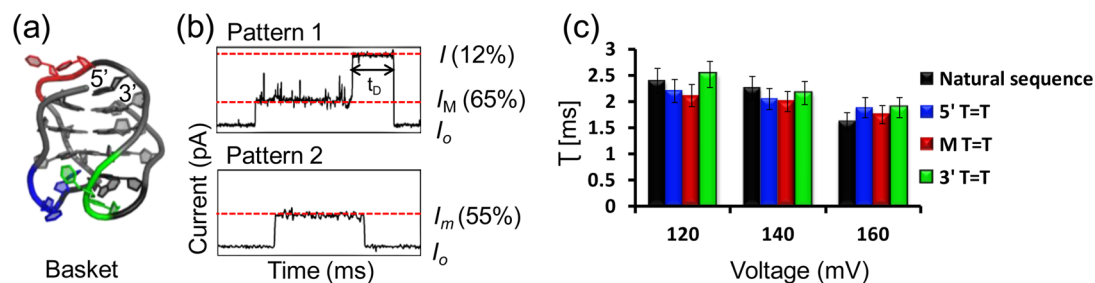 (a)
5'
3'
Basket
(b)
Pattern 1
I (12%)
t_D
I_M (65%)
I_o
Pattern 2
I_m (55%)
I_o
Current (pA)
Time (ms)
(c)
3
2.5
2
1.5
1
0.5
0
Ʈ [ms]
120 140 160
Voltage (mV)
Natural sequence
5' T=T
M T=T
3' T=T